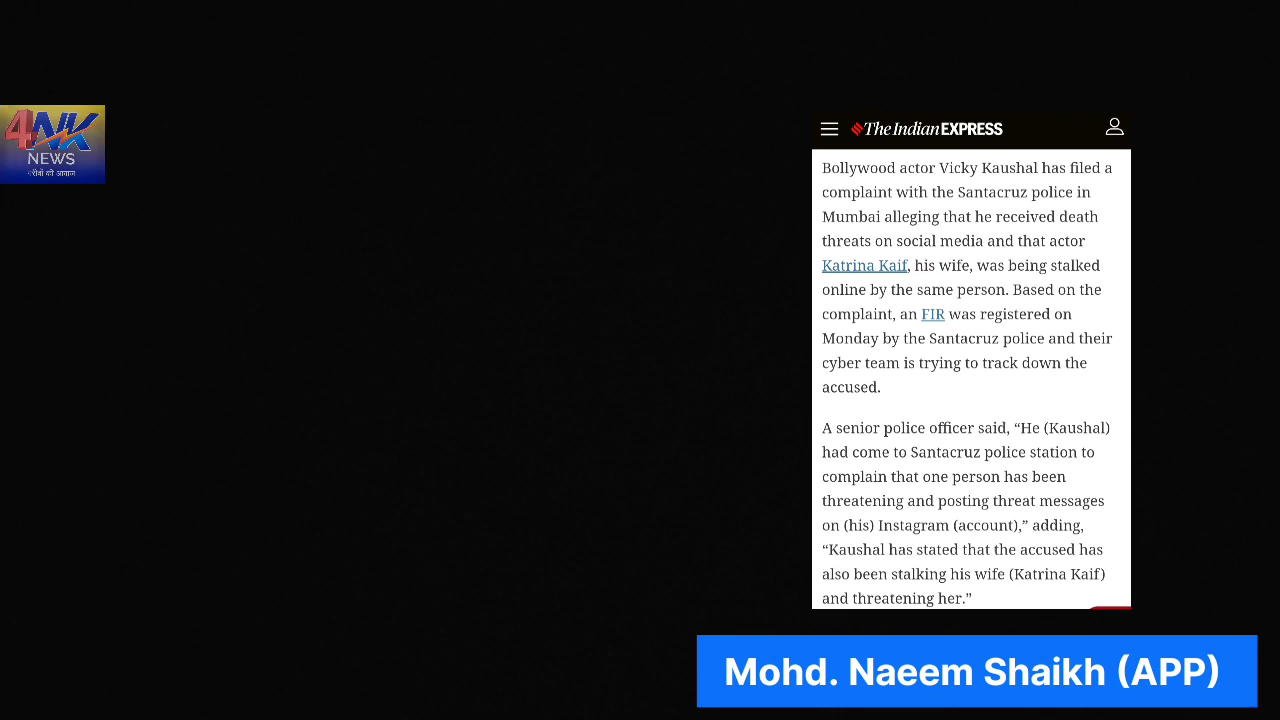 4NK
NEWS
गरीबों की आवाज
The Indian EXPRESS
Bollywood actor Vicky Kaushal has filed a
complaint with the Santacruz police in
Mumbai alleging that he received death
threats on social media and that actor
Katrina Kaif, his wife, was being stalked
online by the same person. Based on the
complaint, an FIR was registered on
Monday by the Santacruz police and their
cyber team is trying to track down the
accused.
A senior police officer said, “He (Kaushal)
had come to Santacruz police station to
complain that one person has been
threatening and posting threat messages
on (his) Instagram (account),” adding,
“Kaushal has stated that the accused has
also been stalking his wife (Katrina Kaif)
and threatening her.”
Mohd. Naeem Shaikh (APP)